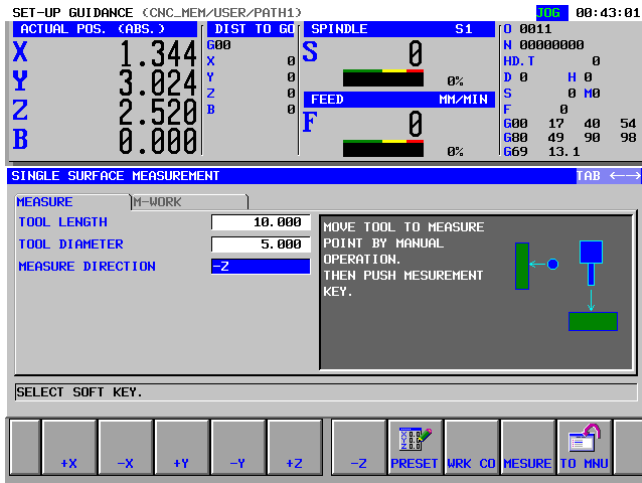 SET-UP GUIDANCE (CNC_MEM/USER/PATH1) JOG 00:43:01
ACTUAL POS. (ABS.) DIST TO GO SPINDLE S1 O 0011
X 1.344 G00 S 0 N 00000000
X 0 HD.T 0
Y 3.024 Y 0 0% D 0 H 0
Z 2.520 Z 0 FEED MM/MIN S 0 M0
B 0 F 0 F 0
B 0.000 G00 17 40 54
G80 49 90 98
0% G69 13.1
SINGLE SURFACE MEASUREMENT TAB ←→
MEASURE M-WORK
TOOL LENGTH 10.000
TOOL DIAMETER 5.000
MEASURE DIRECTION -Z
MOVE TOOL TO MEASURE
POINT BY MANUAL
OPERATION.
THEN PUSH MESUREMENT
KEY.
SELECT SOFT KEY.
+X -X +Y -Y +Z -Z PRESET WRK CO MESURE TO MNU